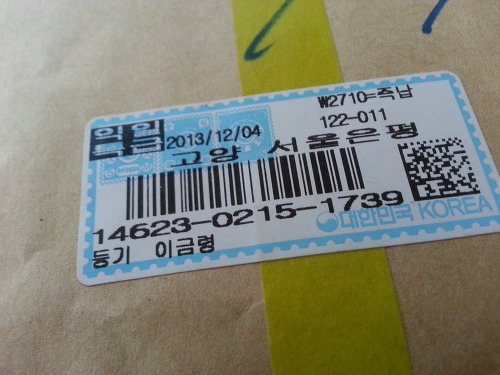 ₩2710=즉납
익일
특급
2013/12/04
122-011
고양 서울은평
14623-0215-1739
대한민국 KOREA
등기 이금령